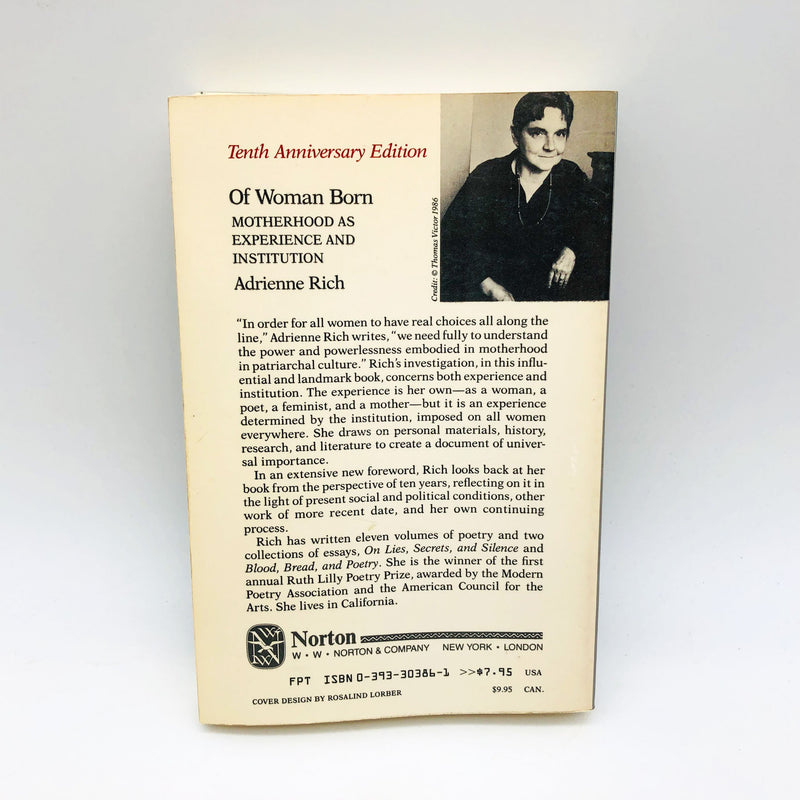 Tenth Anniversary Edition
Of Woman Born
MOTHERHOOD AS
EXPERIENCE AND
INSTITUTION
Adrienne Rich
Credit: © Thomas Victor 1986
“In order for all women to have real choices all along the
line,” Adrienne Rich writes, “we need fully to understand
the power and powerlessness embodied in motherhood
in patriarchal culture.” Rich’s investigation, in this influ-
ential and landmark book, concerns both experience and
institution. The experience is her own—as a woman, a
poet, a feminist, and a mother—but it is an experience
determined by the institution, imposed on all women
everywhere. She draws on personal materials, history,
research, and literature to create a document of univer-
sal importance.
In an extensive new foreword, Rich looks back at her
book from the perspective of ten years, reflecting on it in
the light of present social and political conditions, other
work of more recent date, and her own continuing
process.
Rich has written eleven volumes of poetry and two
collections of essays, On Lies, Secrets, and Silence and
Blood, Bread, and Poetry. She is the winner of the first
annual Ruth Lilly Poetry Prize, awarded by the Modern
Poetry Association and the American Council for the
Arts. She lives in California.
Norton
W • W • NORTON & COMPANY NEW YORK • LONDON
FPT ISBN 0-393-30386-1 >>$7.95 USA
$9.95 CAN.
COVER DESIGN BY ROSALIND LORBER